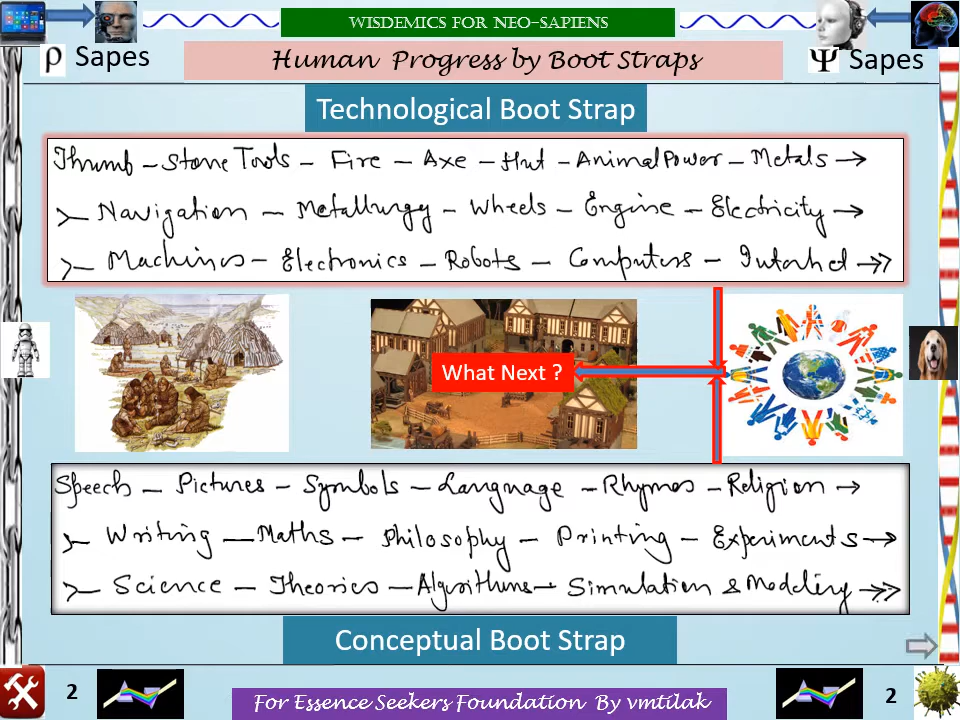 WISDEMICS FOR NEO-SAPIENS
ρ Sapes
Human Progress by Boot Straps
Ψ Sapes
Technological Boot Strap
Thumb - Stone Tools - Fire - Axe - Hut - Animal Power - Metals →
>- Navigation - Metallurgy - Wheels - Engine - Electricity →
>- Machines - Electronics - Robots - Computers - Internet →>
What Next ?
Speech - Pictures - Symbols - Language - Rhymes - Religion →
>- Writing - Maths - Philosophy - Printing - Experiments →
>- Science - Theories - Algorithms - Simulation & Modeling →>
Conceptual Boot Strap
2
For Essence Seekers Foundation By vmtilak
2